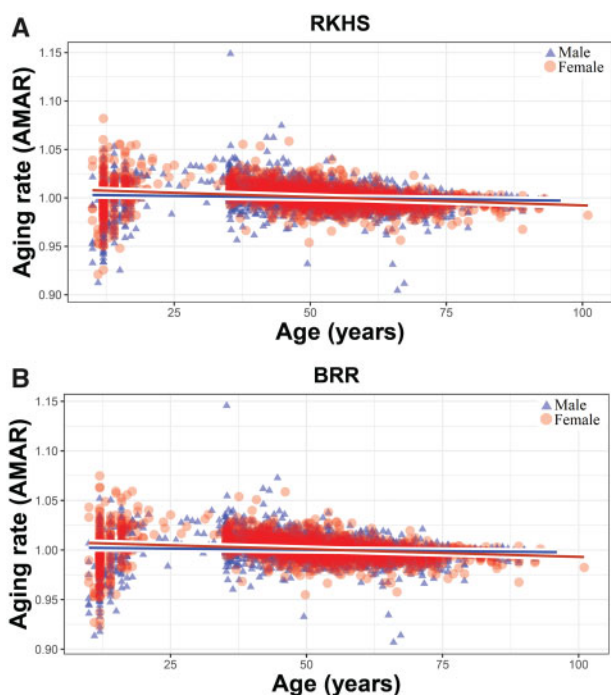 A
RKHS
Aging rate (AMAR)
1.15
1.10
1.05
1.00
0.95
0.90
Male
Female
25
50
75
100
Age (years)
B
BRR
Aging rate (AMAR)
1.15
1.10
1.05
1.00
0.95
0.90
Male
Female
25
50
75
100
Age (years)